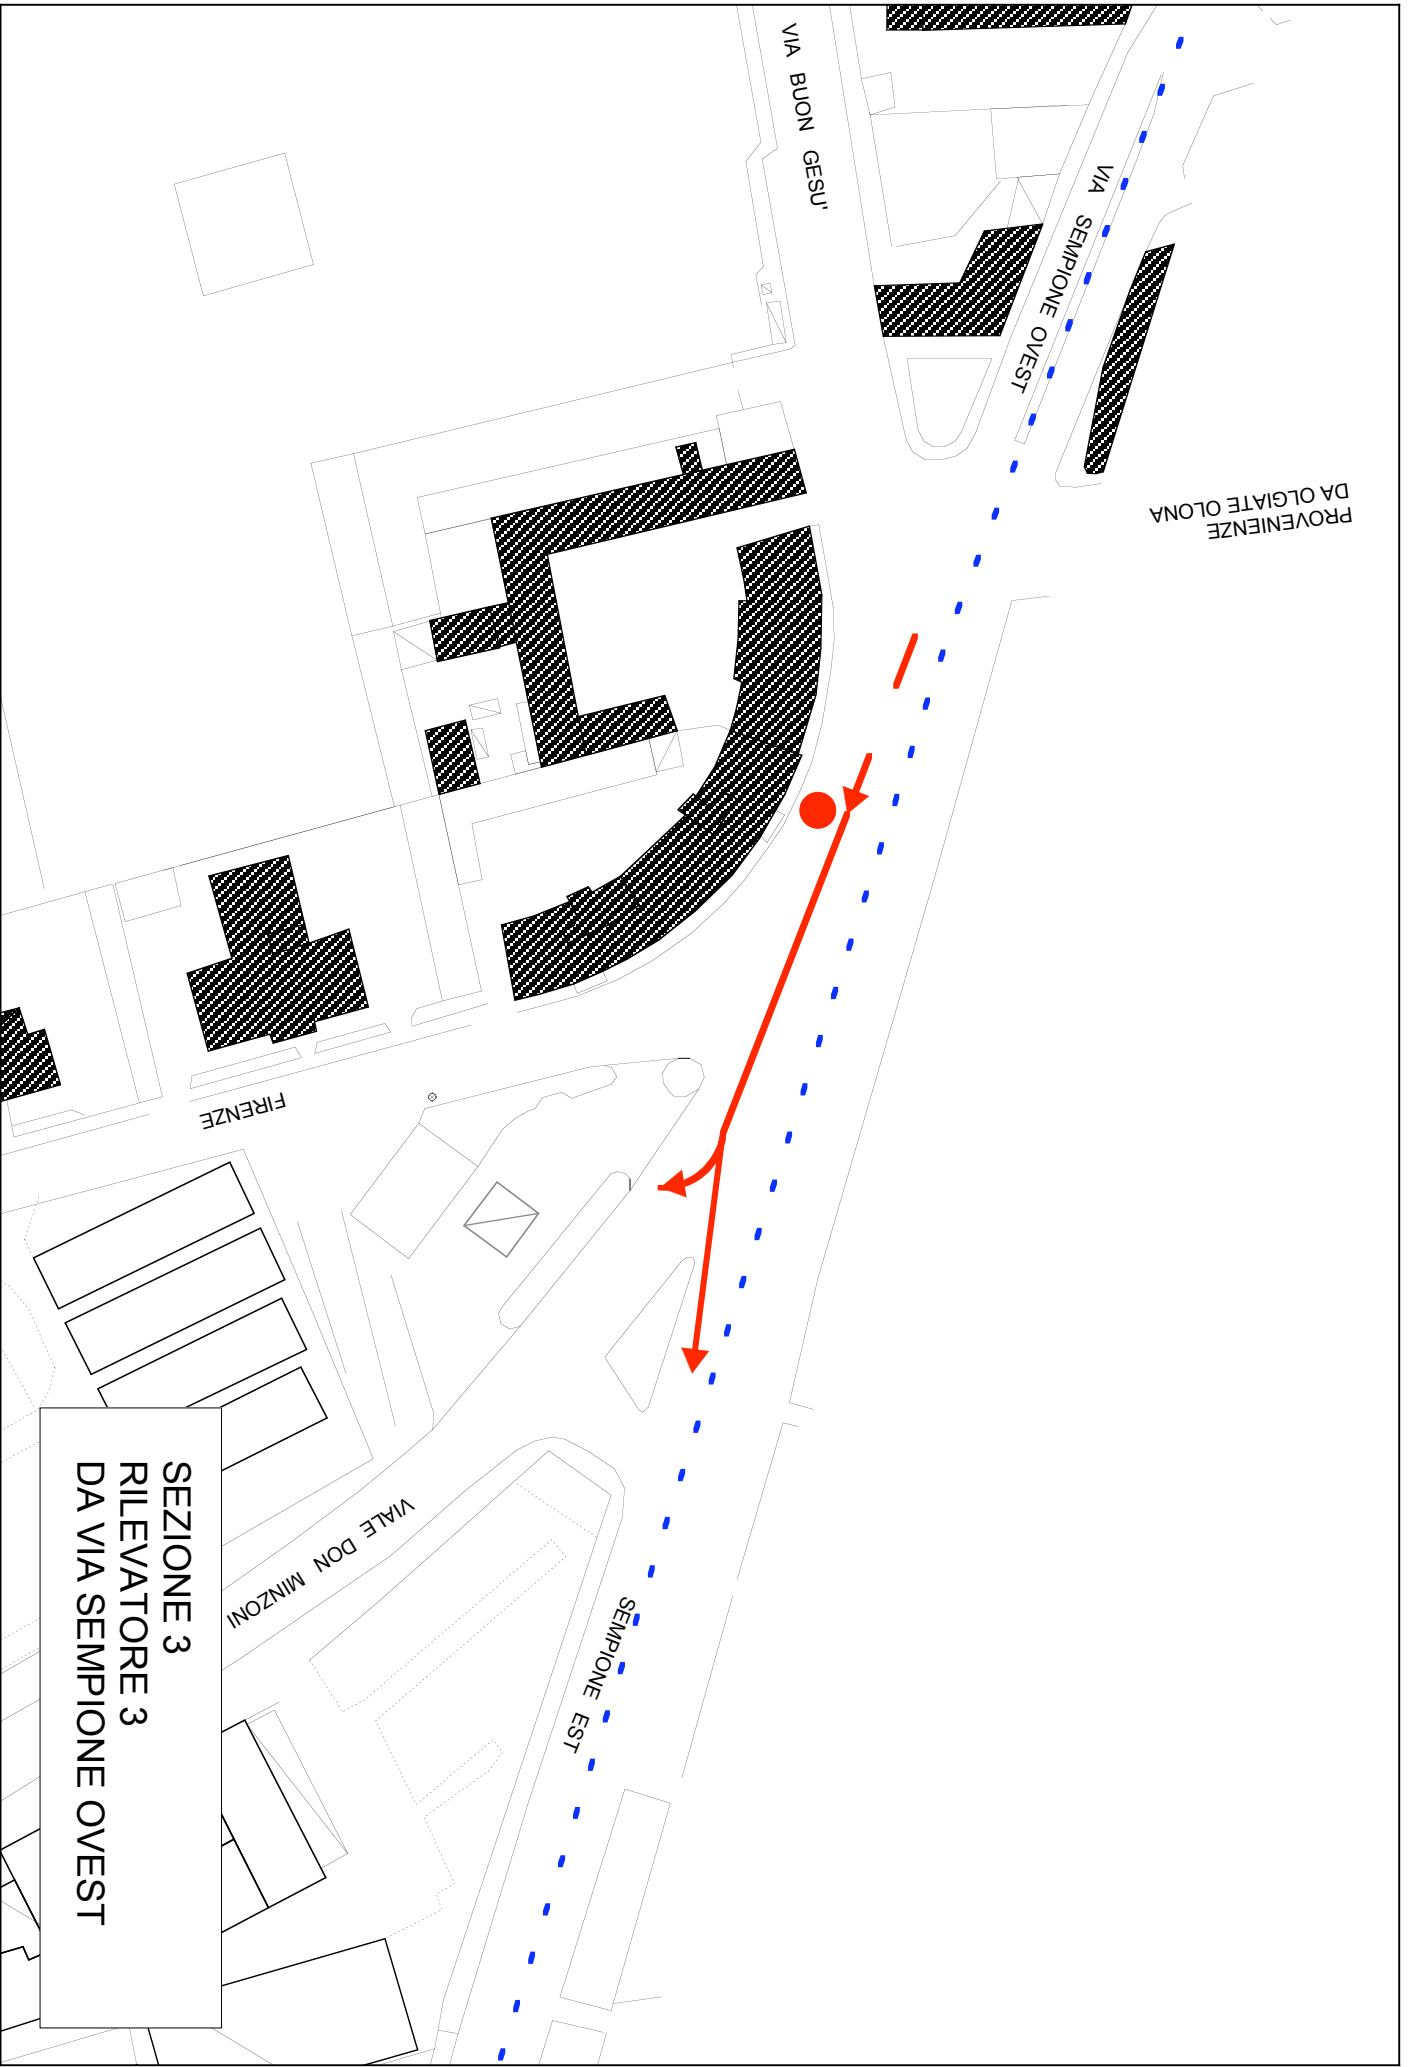 VIA BUON GESU'
VIA SEMPIONE OVEST
PROVENIENZE
DA OLGIATE OLONA
FIRENZE
VIALE DON MINZONI
SEMPIONE EST
SEZIONE 3
RILEVATORE 3
DA VIA SEMPIONE OVEST